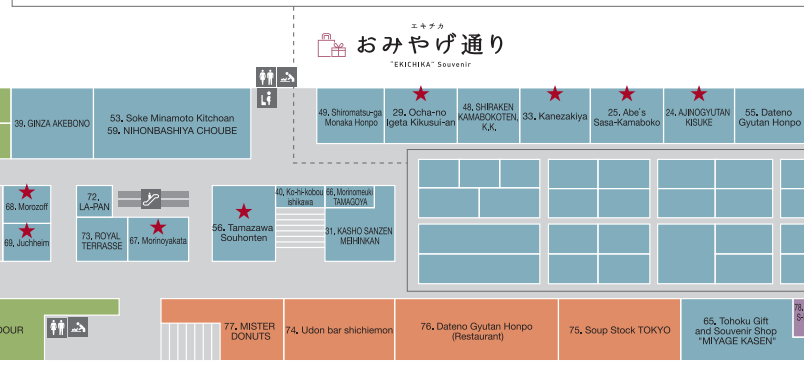 エキチカ
おみやげ通り
"EKICHIKA" Souvenir
39. GINZA AKEBONO
53. Soke Minamoto Kitchoan
59. NIHONBASHIYA CHOUBE
49. Shiromatsu-ga
Monaka Honpo
29. Ocha-no
Igeta Kikusui-an
48. SHIRAKEN
KAMABOKOTEN,
K.K.
33. Kanezakiya
25. Abe's
Sasa-Kamaboko
24. AJINOGYUTAN
KISUKE
55. Dateno
Gyutan Honpo
68. Morozoff
69. Juchheim
72.
LA-PAN
73. ROYAL
TERRASSE
67. Morinoyakata
56. Tamazawa
Souhonten
40. Ko-hi-kobou
ishikawa
66. Morinomeuki
TAMAGOYA
31. KASHO SANZEN
MEIHINKAN
DOUR
77. MISTER
DONUTS
74. Udon bar shichiemon
76. Dateno Gyutan Honpo
(Restaurant)
75. Soup Stock TOKYO
65. Tohoku Gift
and Souvenir Shop
"MIYAGE KASEN"
78.
S-